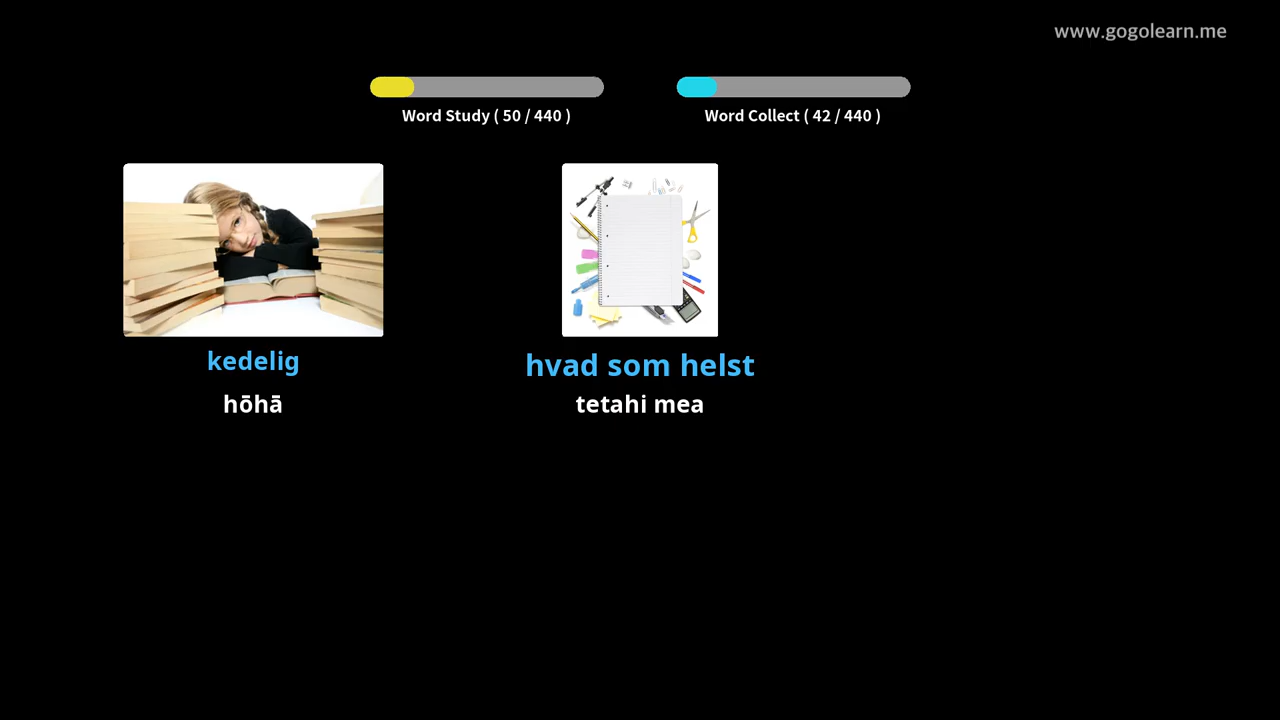 www.gogolearn.me
Word Study ( 50 / 440 )
Word Collect ( 42 / 440 )
kedelig
hōhā
hvad som helst
tetahi mea